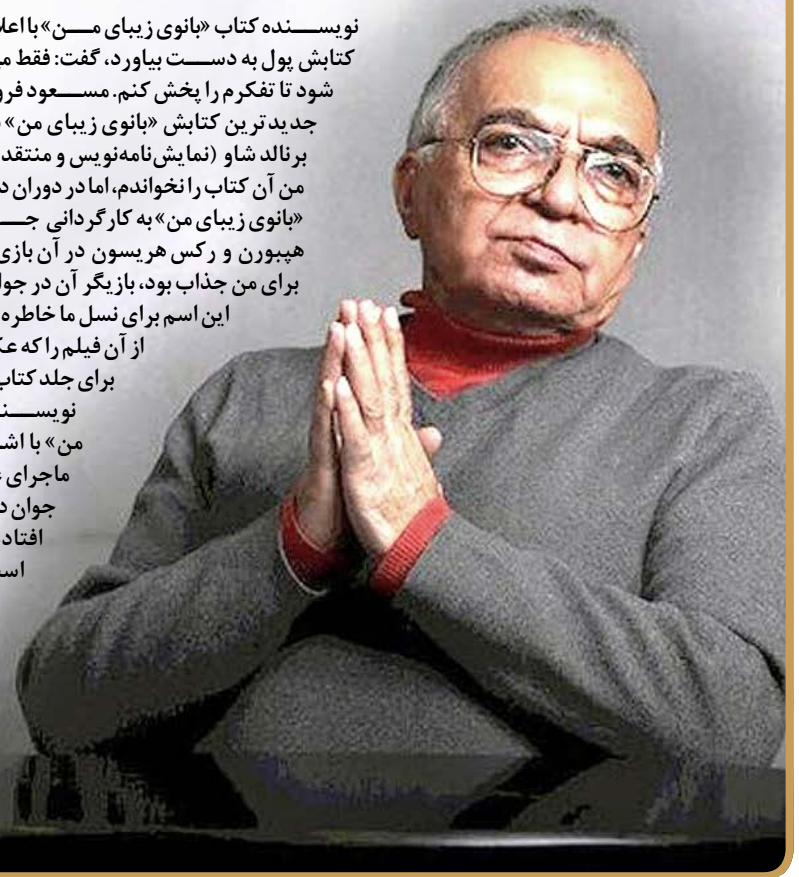 نویسنده کتاب «بانوی زیبای من» با اعلا
کتابش پول به دست بیاورد، گفت: فقط م
شود تا تفکرم را پخش کنم. مسعود فرو
جدیدترین کتابش «بانوی زیبای من»
برنالد شاو (نمایش‌نامه‌نویس و منتقد
من آن کتاب را نخواندم، اما در دوران د
«بانوی زیبای من» به کارگردانی جـ
هپبورن و رکس هریسون در آن بازی
برای من جذاب بود، بازیگر آن در جوا
این اسم برای نسل ما خاطره
از آن فیلم را که عک
برای جلد کتاب
نویسند
من» با اش
ماجرای ع
جوان د
افتاد
اس